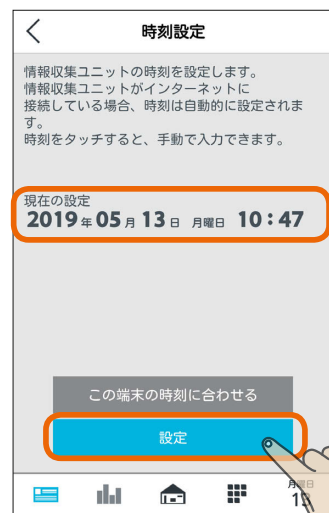 時刻設定
情報収集ユニットの時刻を設定します。
情報収集ユニットがインターネットに
接続している場合、時刻は自動的に設定されま
す。
時刻をタッチすると、手動で入力できます。
現在の設定
2019年05月13日 月曜日 10:47
この端末の時刻に合わせる
設定
月曜日
13